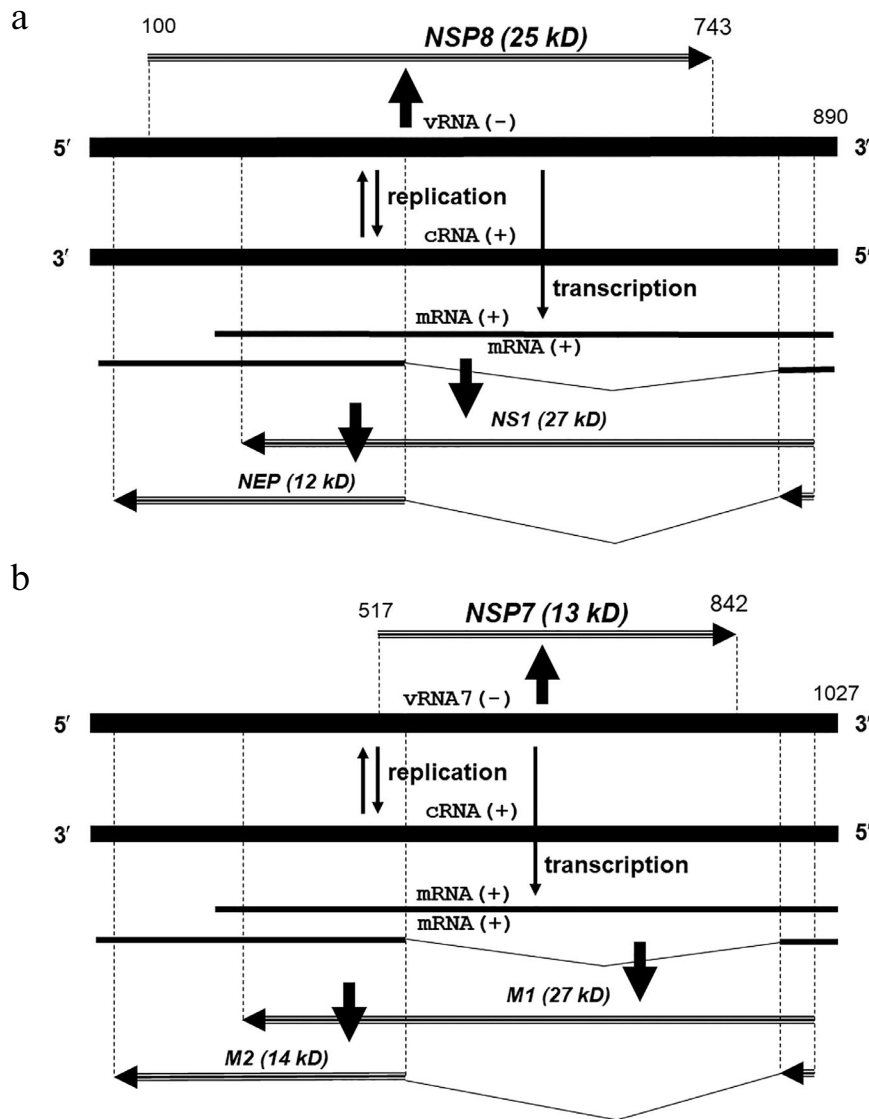 a
100 NSP8 (25 kD) 743
vRNA (-) 890
5′ 3′
replication
cRNA (+)
3′ 5′
transcription
mRNA (+)
mRNA (+)
NS1 (27 kD)
NEP (12 kD)
b
517 NSP7 (13 kD) 842
vRNA7 (-) 1027
5′ 3′
replication
cRNA (+)
3′ 5′
transcription
mRNA (+)
mRNA (+)
M1 (27 kD)
M2 (14 kD)